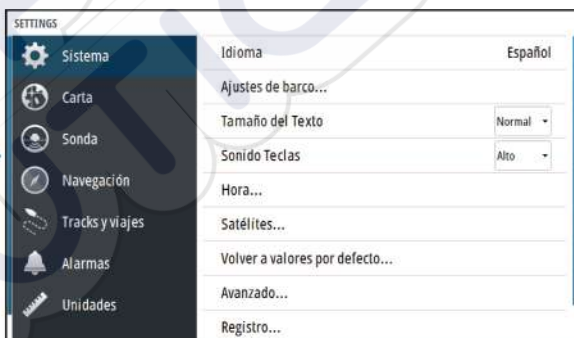 SETTINGS
Sistema
Carta
Sonda
Navegación
Tracks y viajes
Alarmas
Unidades
Idioma Español
Ajustes de barco...
Tamaño del Texto Normal
Sonido Teclas Alto
Hora...
Satélites...
Volver a valores por defecto...
Avanzado...
Registro...